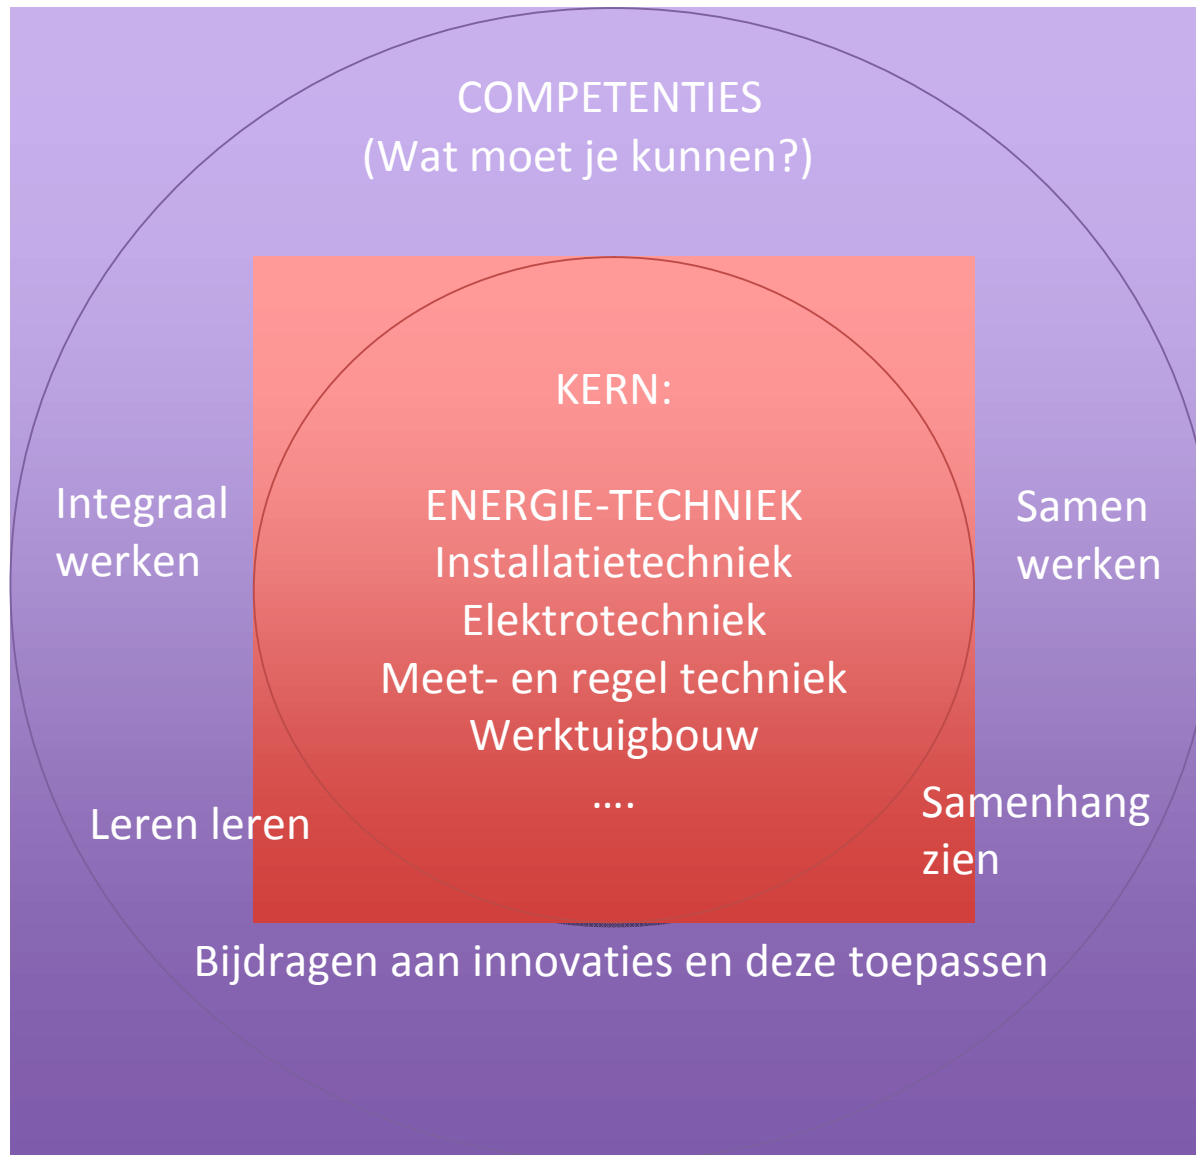 COMPETENTIES
(Wat moet je kunnen?)
KERN:
ENERGIE-TECHNIEK
Installatietechniek
Elektrotechniek
Meet- en regel techniek
Werktuigbouw
....
Integraal
werken
Samen
werken
Leren leren
Samenhang
zien
Bijdragen aan innovaties en deze toepassen